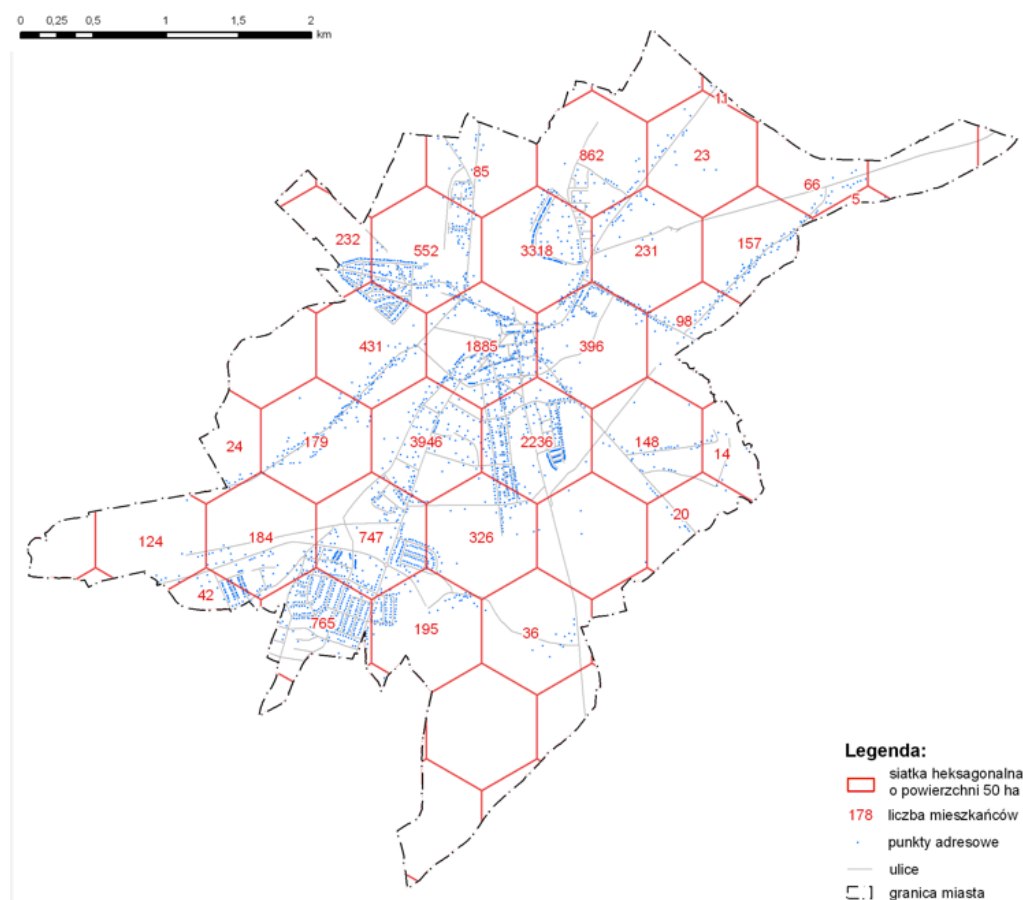 0 0,25 0,5 1 1,5 2
km
11
862 23
85
66
5
232 552 3318 231 157
98
431 1885 396
24 179 3946 2236 148 14
20
124 184 747 326
42
765 195 36
Legenda:
siatka heksagonalna
o powierzchni 50 ha
178 liczba mieszkańców
punkty adresowe
ulice
granica miasta